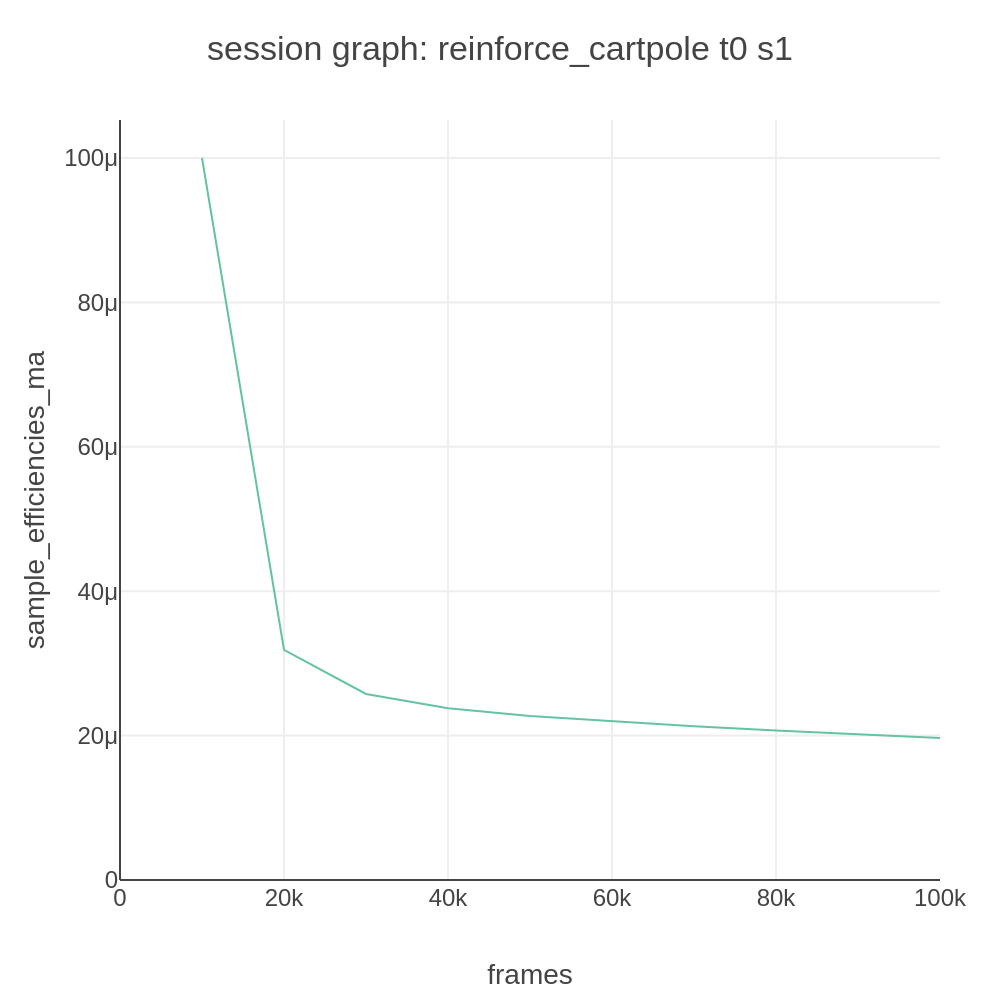 session graph: reinforce_cartpole t0 s1
100μ
80μ
60μ
40μ
20μ
0
sample_efficiencies_ma
0
20k
40k
60k
80k
100k
frames